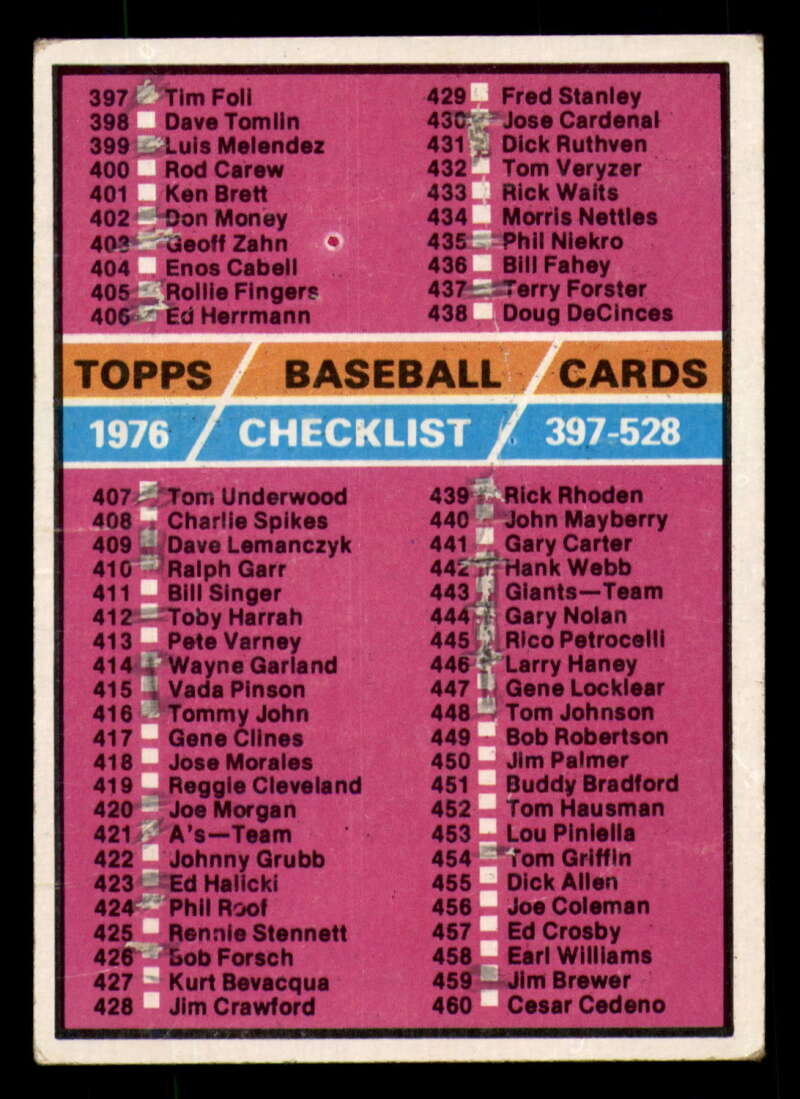 397 Tim Foli
398 Dave Tomlin
399 Luis Melendez
400 Rod Carew
401 Ken Brett
402 Don Money
403 Geoff Zahn
404 Enos Cabell
405 Rollie Fingers
406 Ed Herrmann
429 Fred Stanley
430 Jose Cardenal
431 Dick Ruthven
432 Tom Veryzer
433 Rick Waits
434 Morris Nettles
435 Phil Niekro
436 Bill Fahey
437 Terry Forster
438 Doug DeCinces
TOPPS BASEBALL CARDS
1976 CHECKLIST 397-528
407 Tom Underwood
408 Charlie Spikes
409 Dave Lemanczyk
410 Ralph Garr
411 Bill Singer
412 Toby Harrah
413 Pete Varney
414 Wayne Garland
415 Vada Pinson
416 Tommy John
417 Gene Clines
418 Jose Morales
419 Reggie Cleveland
420 Joe Morgan
421 A's—Team
422 Johnny Grubb
423 Ed Halicki
424 Phil Roof
425 Rennie Stennett
426 Bob Forsch
427 Kurt Bevacqua
428 Jim Crawford
439 Rick Rhoden
440 John Mayberry
441 Gary Carter
442 Hank Webb
443 Giants—Team
444 Gary Nolan
445 Rico Petrocelli
446 Larry Haney
447 Gene Locklear
448 Tom Johnson
449 Bob Robertson
450 Jim Palmer
451 Buddy Bradford
452 Tom Hausman
453 Lou Piniella
454 Tom Griffin
455 Dick Allen
456 Joe Coleman
457 Ed Crosby
458 Earl Williams
459 Jim Brewer
460 Cesar Cedeno